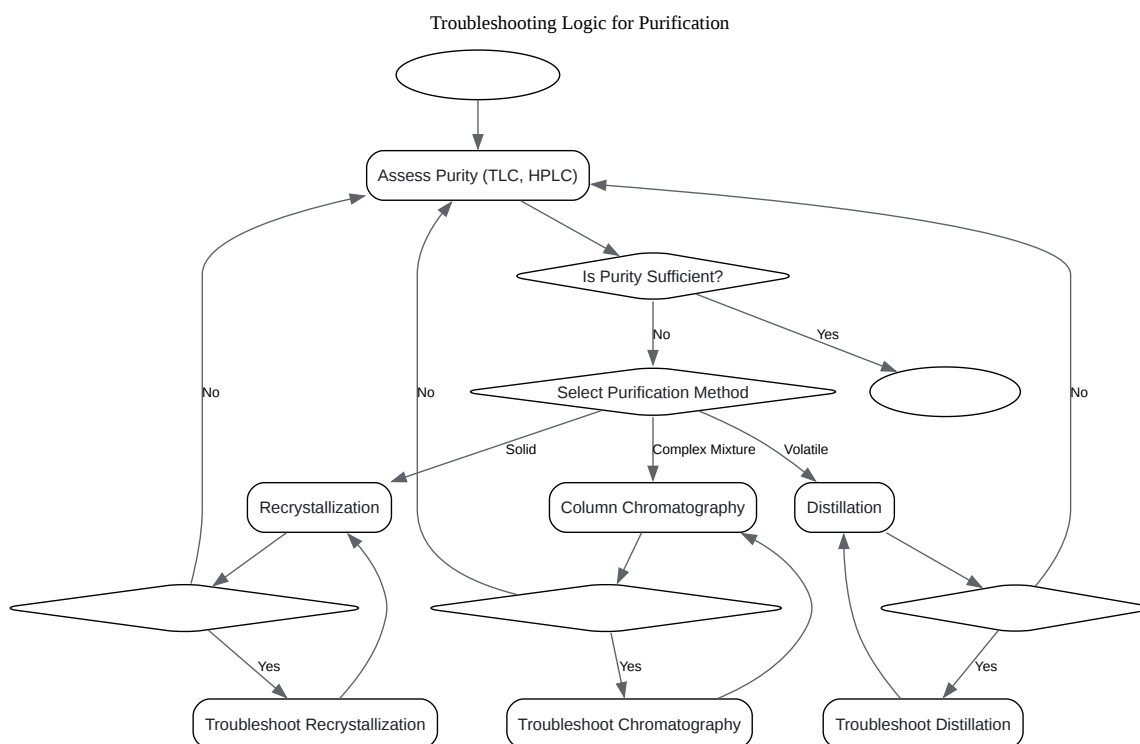 Troubleshooting Logic for Purification
Assess Purity (TLC, HPLC)
Is Purity Sufficient?
No
Yes
Select Purification Method
No
No
No
Solid
Complex Mixture
Volatile
Recrystallization
Column Chromatography
Distillation
Yes
Yes
Yes
Troubleshoot Recrystallization
Troubleshoot Chromatography
Troubleshoot Distillation